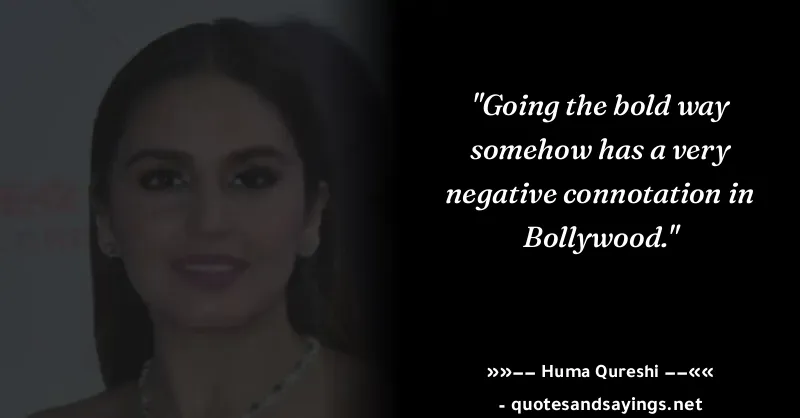 "Going the bold way
somehow has a very
negative connotation in
Bollywood."
»»−− Huma Qureshi −−««
- quotesandsayings.net